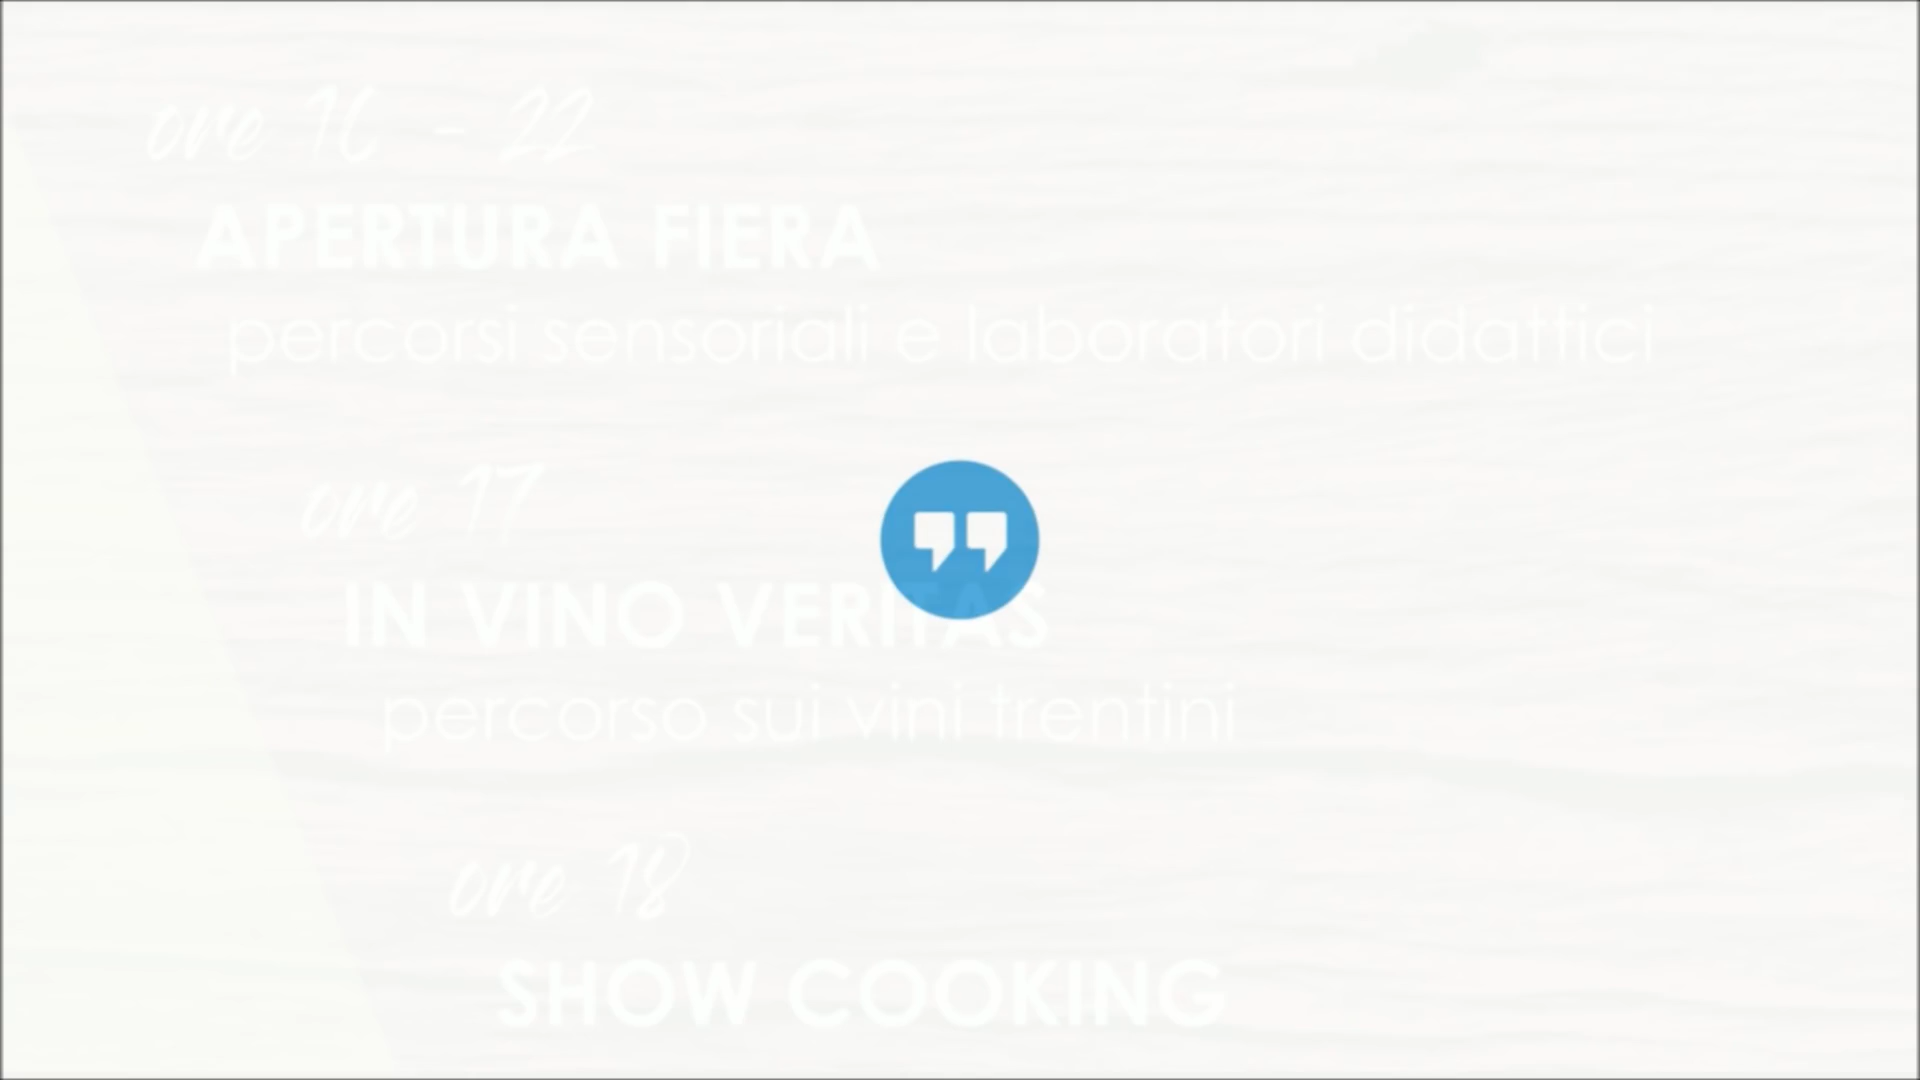 ore 16 - 22
APERTURA FIERA
percorsi sensoriali e laboratori didattici
ore 17
IN VINO VERITAS
percorso sui vini trentini
ore 18
SHOW COOKING